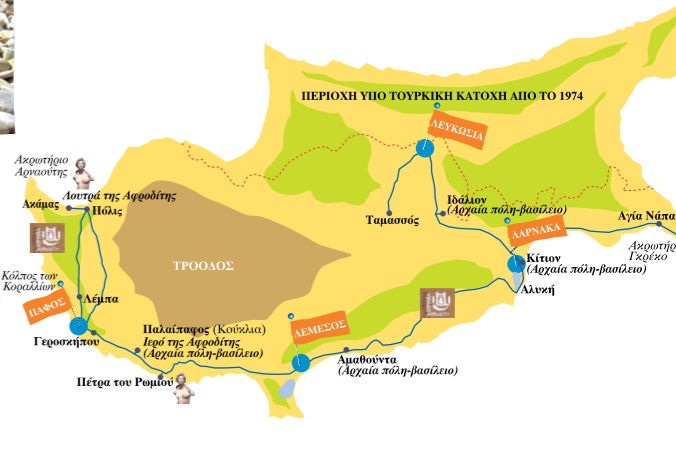 ΠΕΡΙΟΧΗ ΥΠΟ ΤΟΥΡΚΙΚΗ ΚΑΤΟΧΗ ΑΠΟ ΤΟ 1974
ΛΕΥΚΩΣΙΑ
Ακρωτήριο
Αρναούτης
Λουτρά της Αφροδίτης
Ακάμας
Πόλις
Ταμασσός
Ιδάλιον
(Αρχαία πόλη-βασίλειο)
Αγία Νάπα
ΛΑΡΝΑΚΑ
Ακρωτήρ
Γκρέκο
Κίτιον
(Αρχαία πόλη-βασίλειο)
Αλυκή
ΤΡΟΟΔΟΣ
Κόλπος των
Κοραλλίων
ΠΑΦΟΣ
Λέμπα
Γεροσκήπου
Παλαίπαφος (Κούκλια)
Ιερό της Αφροδίτης
(Αρχαία πόλη-βασίλειο)
ΛΕΜΕΣΟΣ
Αμαθούντα
(Αρχαία πόλη-βασίλειο)
Πέτρα του Ρωμιού